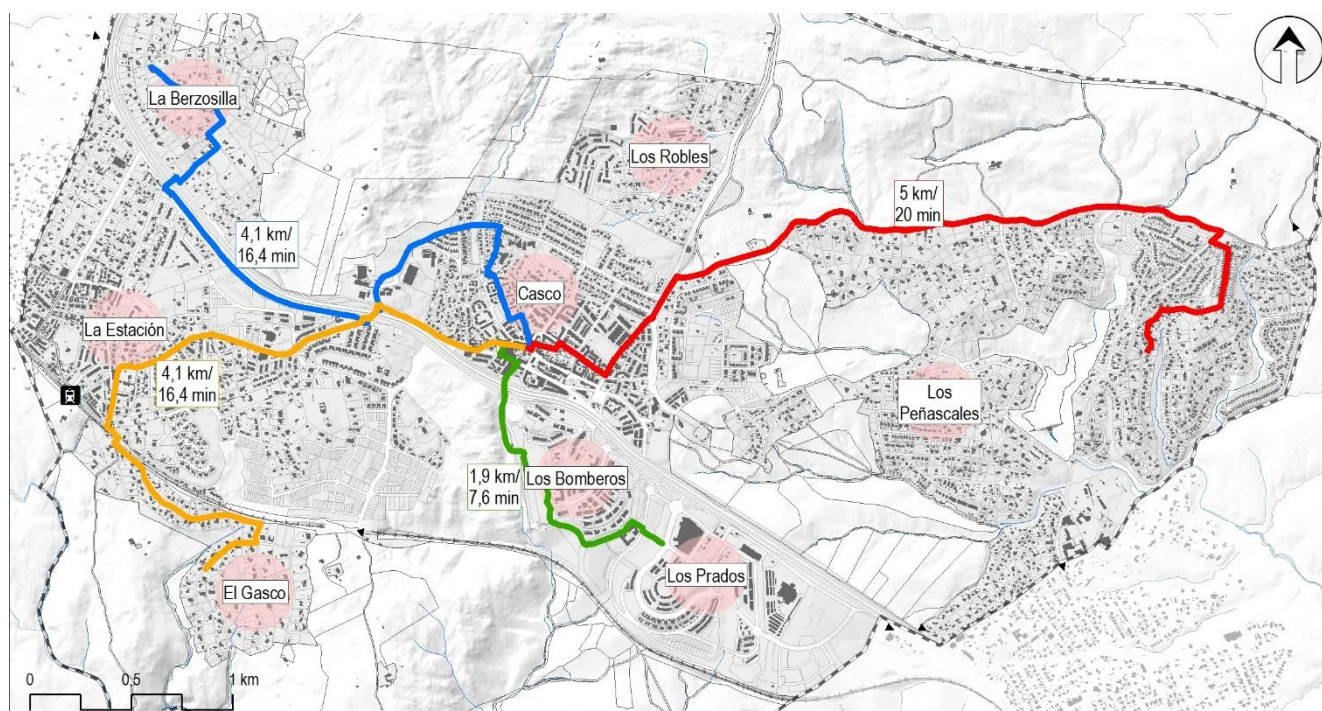 La Berzosilla
Los Robles
5 km/
20 min
4,1 km/
16,4 min
Casco
La Estación
4,1 km/
16,4 min
Los
Peñascales
1,9 km/
7,6 min
Los Bomberos
Los Prados
El Gasco
0 0,5 1 km